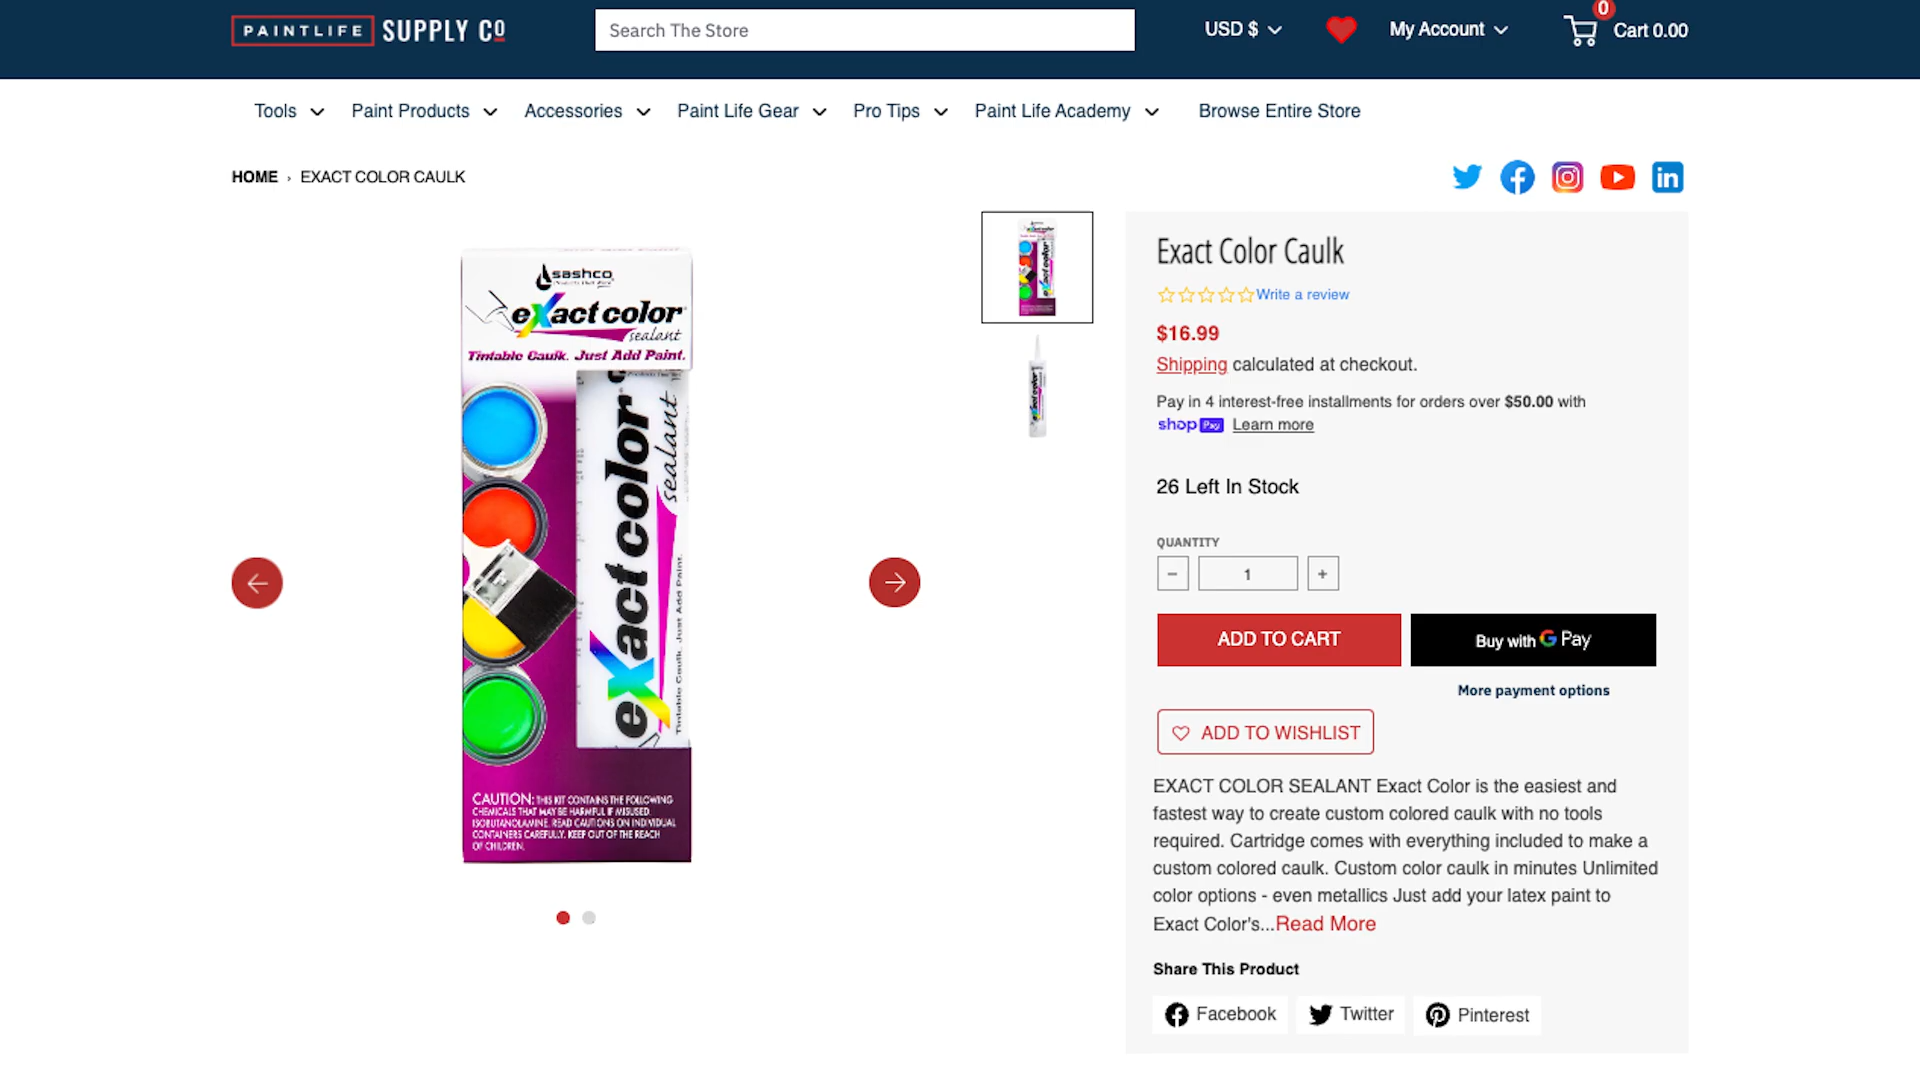 PAINTLIFE SUPPLY CO
Search The Store
USD $
My Account
0
Cart 0.00
Tools
Paint Products
Accessories
Paint Life Gear
Pro Tips
Paint Life Academy
Browse Entire Store
HOME › EXACT COLOR CAULK
sashco
exact color
sealant
Tintable Caulk. Just Add Paint.
exact color
sealant
Tintable Caulk. Just Add Paint.
CAUTION: THIS KIT CONTAINS THE FOLLOWING
CHEMICALS THAT MAY BE HARMFUL IF MISUSED.
ISOBUTANOLAMINE. READ CAUTIONS ON INDIVIDUAL
CONTAINERS CAREFULLY. KEEP OUT OF THE REACH
OF CHILDREN.
Exact Color Caulk
Write a review
$16.99
Shipping calculated at checkout.
Pay in 4 interest-free installments for orders over $50.00 with
shop Pay Learn more
26 Left In Stock
QUANTITY
− 1 +
ADD TO CART
Buy with G Pay
More payment options
ADD TO WISHLIST
EXACT COLOR SEALANT Exact Color is the easiest and
fastest way to create custom colored caulk with no tools
required. Cartridge comes with everything included to make a
custom colored caulk. Custom color caulk in minutes Unlimited
color options - even metallics Just add your latex paint to
Exact Color's...Read More
Share This Product
Facebook
Twitter
Pinterest